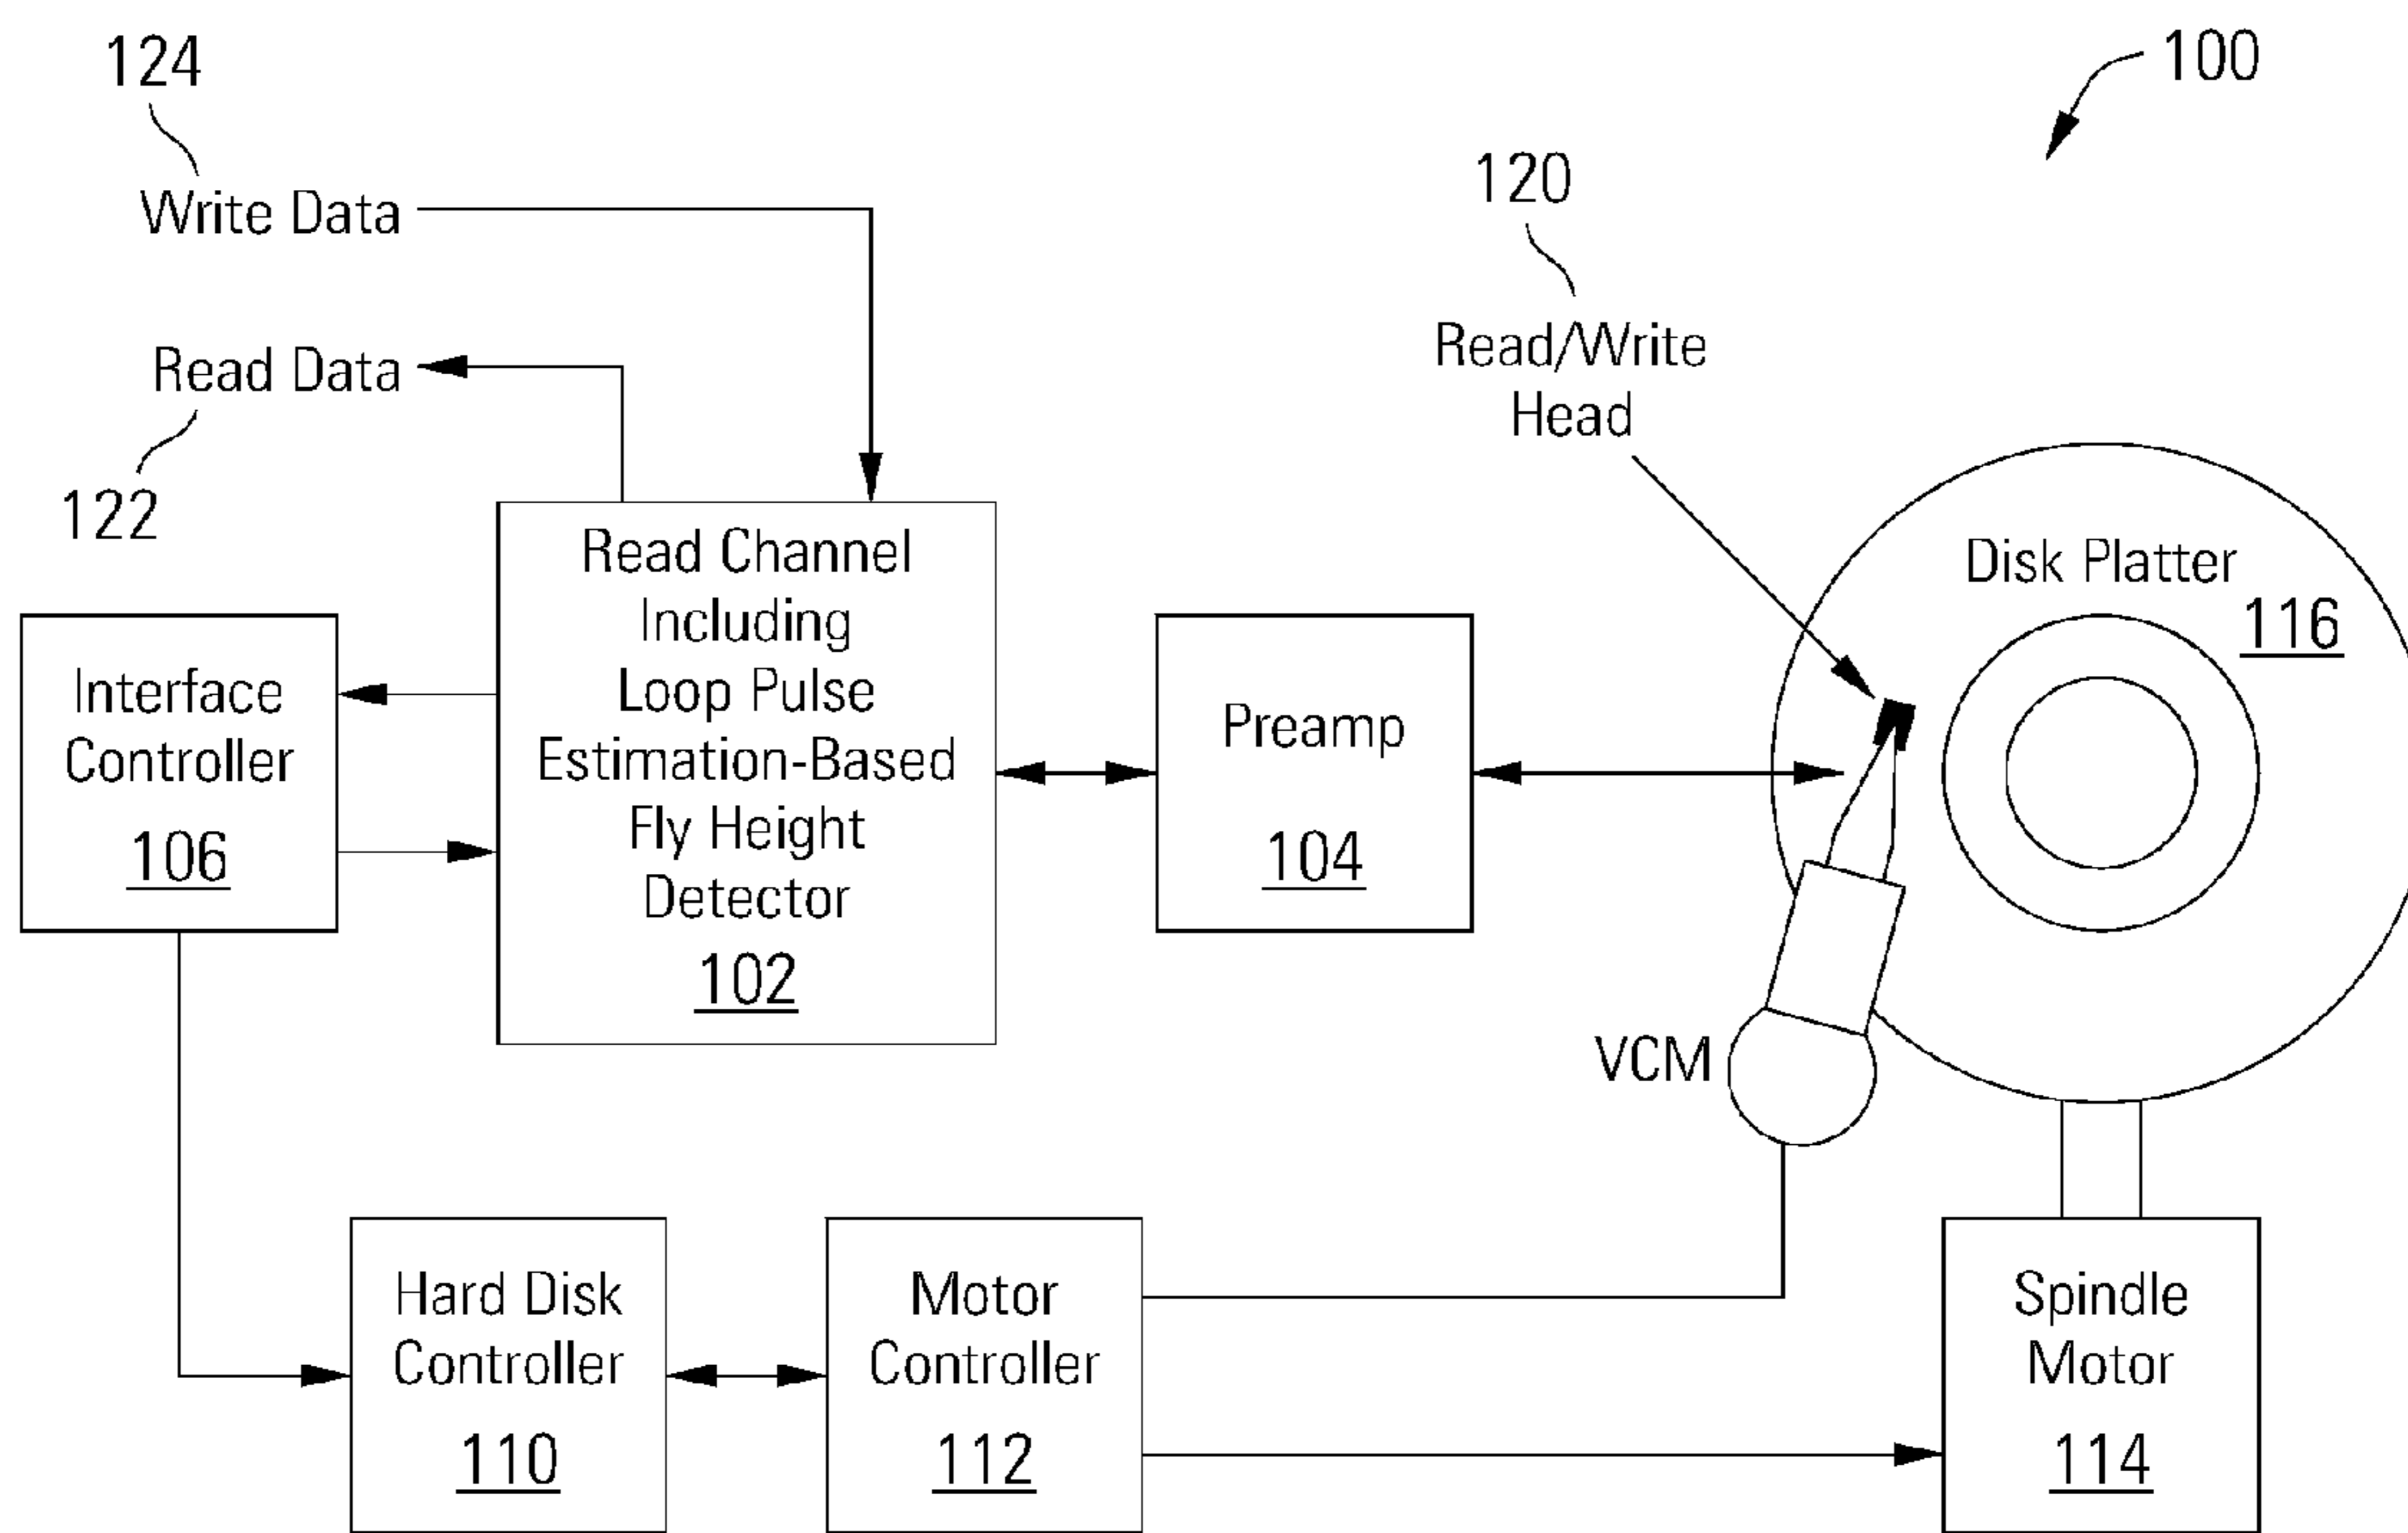 124
Write Data
Read Data
122
100
120
Read/Write
Head
Disk Platter
116
Read Channel
Including
Loop Pulse
Estimation-Based
Fly Height
Detector
102
Interface
Controller
106
Preamp
104
VCM
Hard Disk
Controller
110
Motor
Controller
112
Spindle
Motor
114